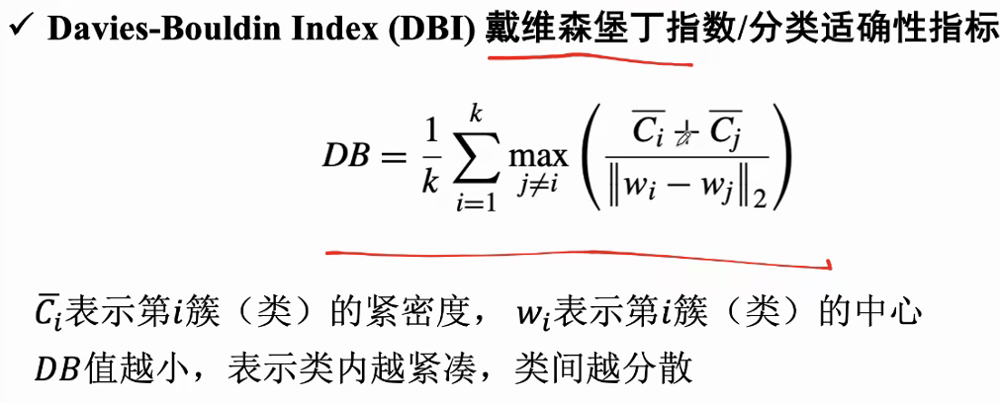 ✓ Davies-Bouldin Index (DBI) 戴维森堡丁指数/分类适确性指标
$DB = \frac{1}{k} \sum_{i=1}^{k} \max_{j \neq i} \left( \frac{\overline{C_i} + \overline{C_j}}{\left\| w_i - w_j \right\|_2} \right)$
$\overline{C}_i$表示第$i$簇（类）的紧密度， $w_i$表示第$i$簇（类）的中心
$DB$值越小，表示类内越紧凑，类间越分散